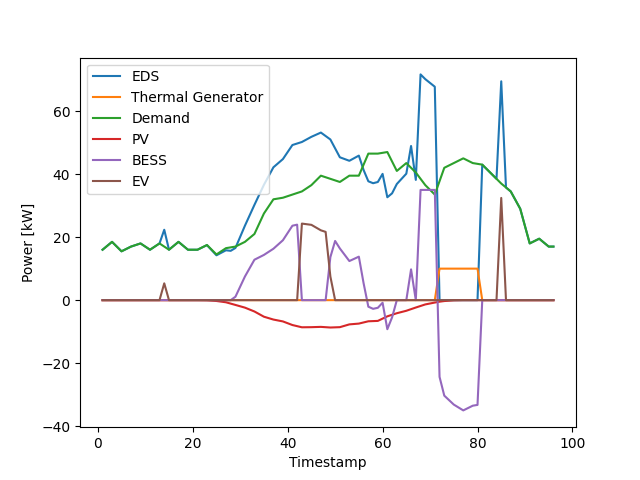 EDS
Thermal Generator
Demand
PV
BESS
EV
60
40
20
0
−20
−40
Power [kW]
0 20 40 60 80 100
Timestamp